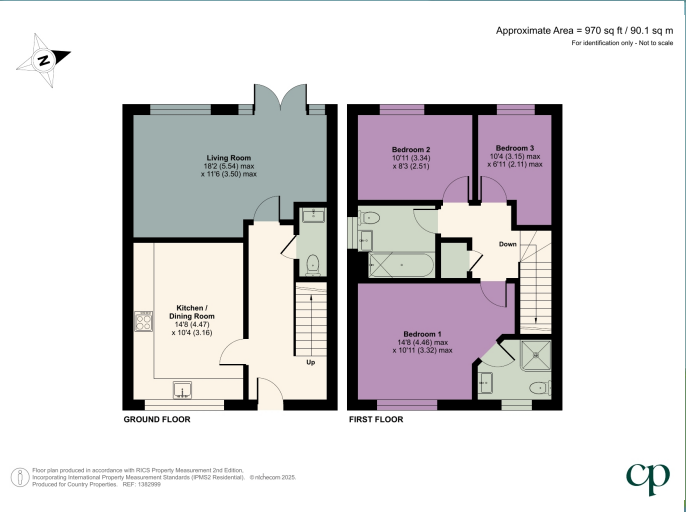 Approximate Area = 970 sq ft / 90.1 sq m
For identification only - Not to scale
N
Living Room
18'2 (5.54) max
x 11'6 (3.50) max
Kitchen /
Dining Room
14'8 (4.47)
x 10'4 (3.16)
Up
GROUND FLOOR
Bedroom 2
10'11 (3.34)
x 8'3 (2.51)
Bedroom 3
10'4 (3.15) max
x 6'11 (2.11) max
Down
Bedroom 1
14'8 (4.46) max
x 10'11 (3.32) max
FIRST FLOOR
Floor plan produced in accordance with RICS Property Measurement 2nd Edition,
Incorporating International Property Measurement Standards (IPMS2 Residential). © nichecom 2025.
Produced for Country Properties. REF: 1382999
cp